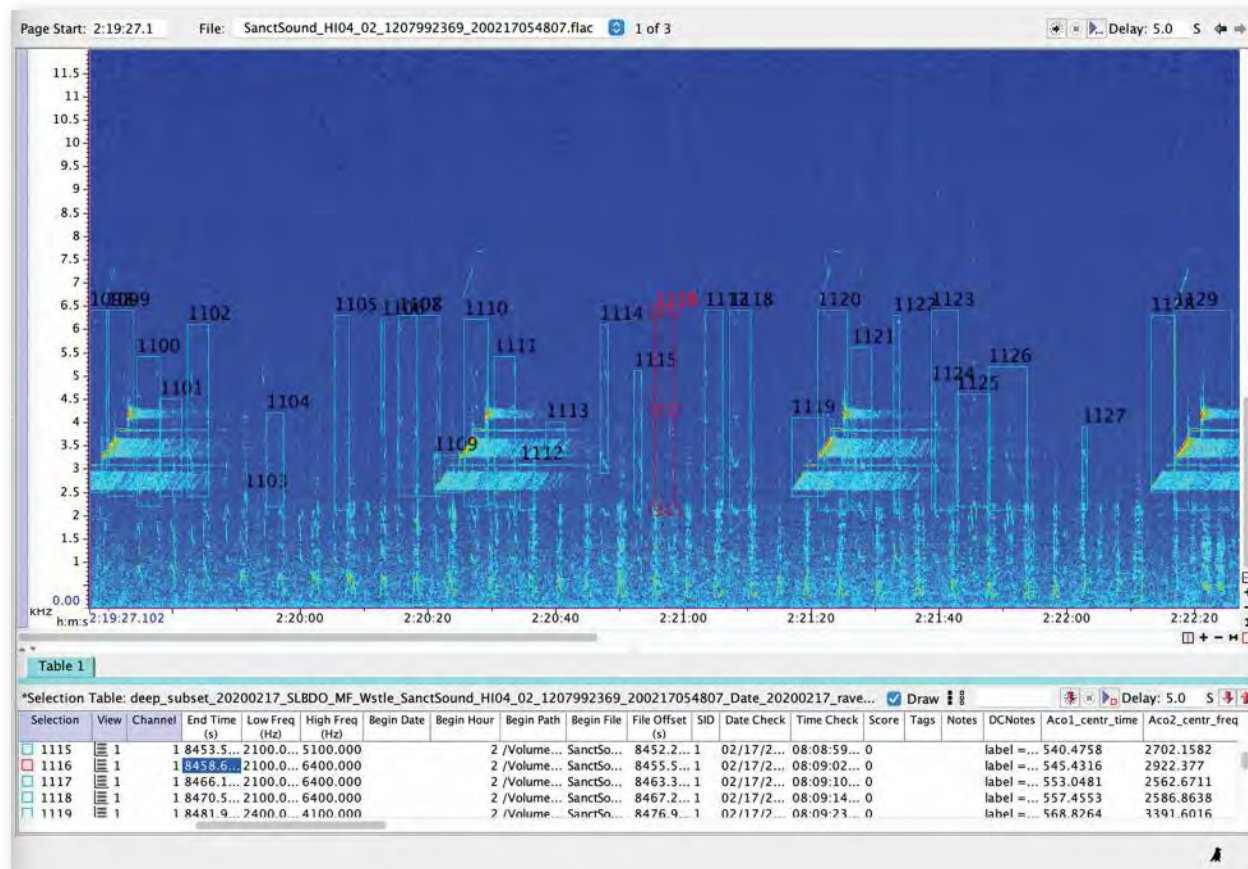 Page Start: 2:19:27.1 File: SanctSound_HI04_02_1207992369_200217054807.flac 1 of 3 Delay: 5.0 S
11.5
11
10.5
10
9.5
9
8.5
8
7.5
7
6.5
6
5.5
5
4.5
4
3.5
3
2.5
2
1.5
1
0.00
kHz
1099 1102 1105 1108 1110 1114 1118 1120 1122 1123 1129
1100 1111 1115 1121 1126
1101 1104 1113 1119 1124 1125 1127
1103 1109 1112
h:m:s 2:19:27.102 2:20:00 2:20:20 2:20:40 2:21:00 2:21:20 2:21:40 2:22:00 2:22:20
Table 1
*Selection Table: deep_subset_20200217_SLBDO_MF_Wstle_SanctSound_HI04_02_1207992369_200217054807_Date_20200217_rave... Draw Delay: 5.0 S
Selection View Channel End Time (s) Low Freq (Hz) High Freq (Hz) Begin Date Begin Hour Begin Path Begin File File Offset (s) SID Date Check Time Check Score Tags Notes DCNotes Aco1_centr_time Aco2_centr_freq
1115 1 1 8453.5... 2100.0... 5100.000 2 /Volume... SanctSo... 8452.2... 1 02/17/2... 08:08:59... 0 label =... 540.4758 2702.1582
1116 1 1 8458.6... 2100.0... 6400.000 2 /Volume... SanctSo... 8455.5... 1 02/17/2... 08:09:02... 0 label =... 545.4316 2922.377
1117 1 1 8466.1... 2100.0... 6400.000 2 /Volume... SanctSo... 8463.3... 1 02/17/2... 08:09:10... 0 label =... 553.0481 2562.6711
1118 1 1 8470.5... 2100.0... 6400.000 2 /Volume... SanctSo... 8467.2... 1 02/17/2... 08:09:14... 0 label =... 557.4553 2586.8638
1119 1 1 8481.9... 2400.0... 4100.000 2 /Volume... SanctSo... 8476.9... 1 02/17/2... 08:09:23... 0 label =... 568.8264 3391.6016